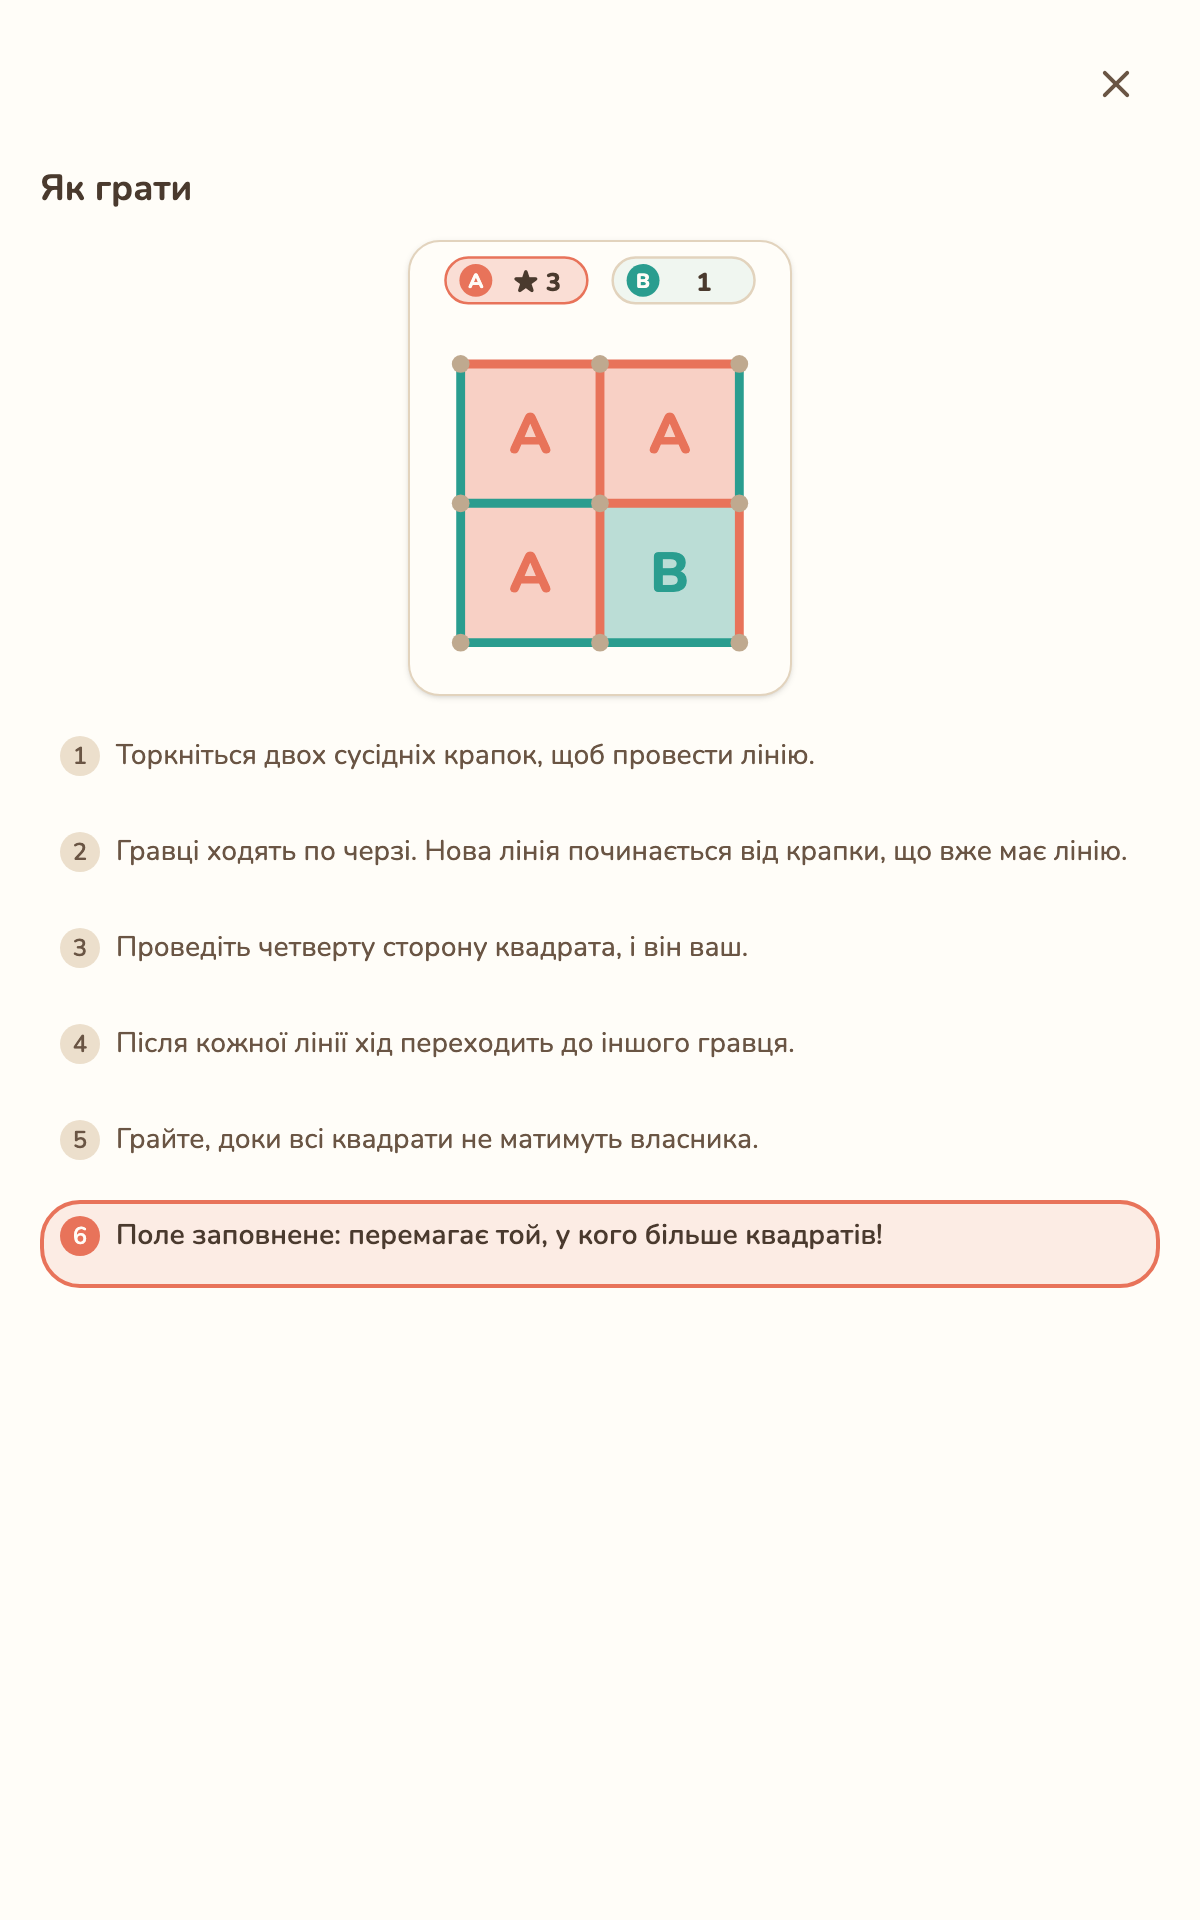 Як грати
A ★ 3 B 1
A A
A B
1 Торкніться двох сусідніх крапок, щоб провести лінію.
2 Гравці ходять по черзі. Нова лінія починається від крапки, що вже має лінію.
3 Проведіть четверту сторону квадрата, і він ваш.
4 Після кожної лінії хід переходить до іншого гравця.
5 Грайте, доки всі квадрати не матимуть власника.
6 Поле заповнене: перемагає той, у кого більше квадратів!